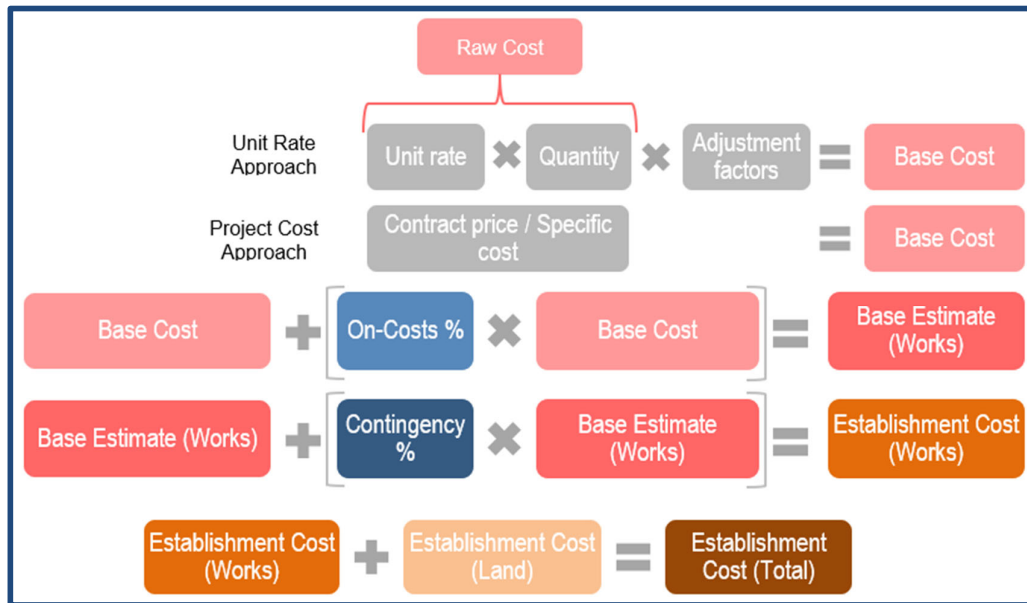 Raw Cost
Unit Rate
Approach
Unit rate
Quantity
Adjustment
factors
Base Cost
Project Cost
Approach
Contract price / Specific
cost
Base Cost
Base Cost
On-Costs %
Base Cost
Base Estimate
(Works)
Base Estimate (Works)
Contingency
%
Base Estimate
(Works)
Establishment Cost
(Works)
Establishment Cost
(Works)
Establishment Cost
(Land)
Establishment
Cost (Total)